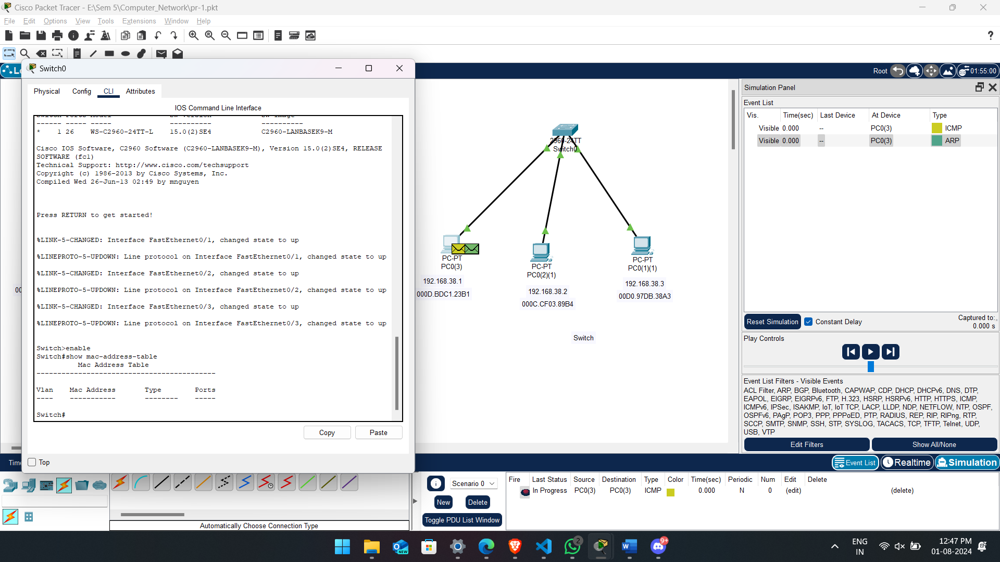 Cisco Packet Tracer - E:\Sem 5\Computer_Network\pr-1.pkt
File Edit Options View Tools Extensions Window Help
?
Root 01:55:00
Switch0
Physical Config CLI Attributes
IOS Command Line Interface
* 1 26 WS-C2960-24TT-L 15.0(2)SE4 C2960-LANBASEK9-M
Cisco IOS Software, C2960 Software (C2960-LANBASEK9-M), Version 15.0(2)SE4, RELEASE
SOFTWARE (fc1)
Technical Support: http://www.cisco.com/techsupport
Copyright (c) 1986-2013 by Cisco Systems, Inc.
Compiled Wed 26-Jun-13 02:49 by mnguyen
Press RETURN to get started!
%LINK-5-CHANGED: Interface FastEthernet0/1, changed state to up
%LINEPROTO-5-UPDOWN: Line protocol on Interface FastEthernet0/1, changed state to up
%LINK-5-CHANGED: Interface FastEthernet0/2, changed state to up
%LINEPROTO-5-UPDOWN: Line protocol on Interface FastEthernet0/2, changed state to up
%LINK-5-CHANGED: Interface FastEthernet0/3, changed state to up
%LINEPROTO-5-UPDOWN: Line protocol on Interface FastEthernet0/3, changed state to up
Switch>enable
Switch#show mac-address-table
Mac Address Table
-------------------------------------------
Vlan Mac Address Type Ports
---- ----------- -------- -----
Switch#
Copy Paste
Top
2960-24TT
Switch0
PC-PT
PC0(3)
192.168.38.1
000D.BDC1.23B1
PC-PT
PC0(2)(1)
192.168.38.2
000C.CF03.89B4
PC-PT
PC0(1)(1)
192.168.38.3
00D0.97DB.38A3
Switch
Simulation Panel
Event List
Vis. Time(sec) Last Device At Device Type
Visible 0.000 -- PC0(3) ICMP
Visible 0.000 -- PC0(3) ARP
Reset Simulation Constant Delay Captured to:
0.000 s
Play Controls
Event List Filters - Visible Events
ACL Filter, ARP, BGP, Bluetooth, CAPWAP, CDP, DHCP, DHCPv6, DNS, DTP,
EAPOL, EIGRP, EIGRPv6, FTP, H.323, HSRP, HSRPv6, HTTP, HTTPS, ICMP,
ICMPv6, IPSec, ISAKMP, IoT, IoT TCP, LACP, LLDP, NDP, NETFLOW, NTP, OSPF,
OSPFv6, PAgP, POP3, PPP, PPPoED, PTP, RADIUS, REP, RIP, RIPng, RTP,
SCCP, SMTP, SNMP, SSH, STP, SYSLOG, TACACS, TCP, TFTP, Telnet, UDP,
USB, VTP
Edit Filters Show All/None
Event List Realtime Simulation
Automatically Choose Connection Type
Scenario 0
New Delete
Toggle PDU List Window
Fire Last Status Source Destination Type Color Time(sec) Periodic Num Edit Delete
In Progress PC0(3) PC0(3) ICMP 0.000 N 0 (edit) (delete)
NEW
2
9+
ENG
IN
12:47 PM
01-08-2024